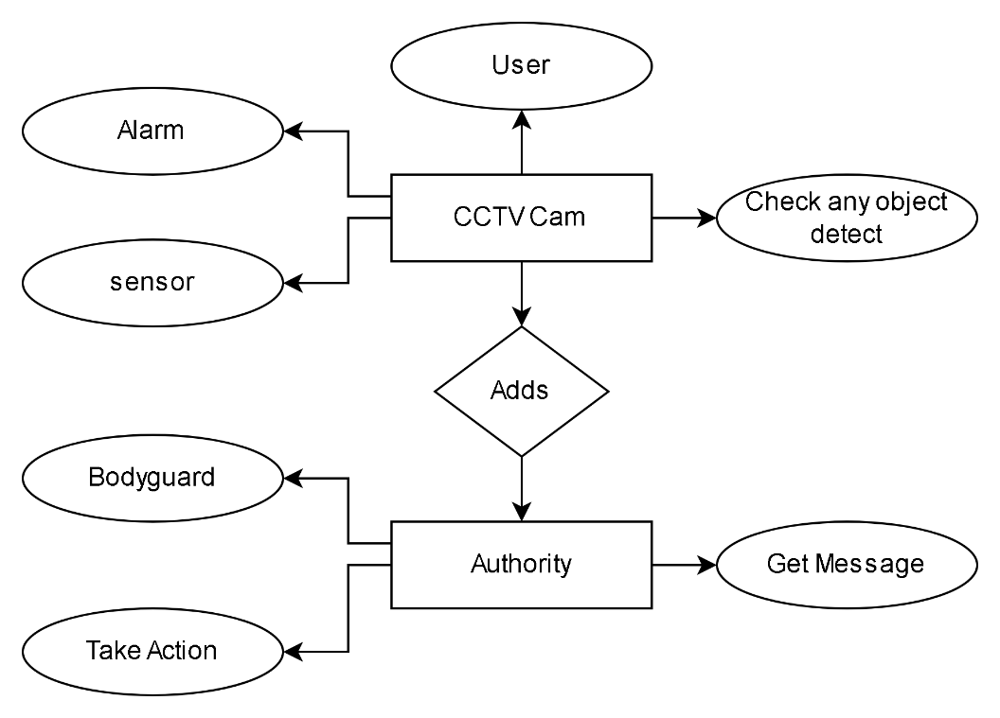 User
Alarm
CCTV Cam
Check any object
detect
sensor
Adds
Bodyguard
Authority
Get Message
Take Action